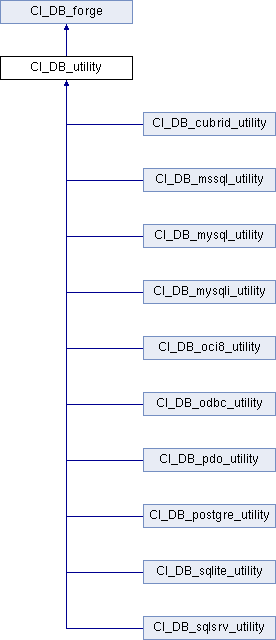 CI_DB_forge
CI_DB_utility
CI_DB_cubrid_utility
CI_DB_mssql_utility
CI_DB_mysql_utility
CI_DB_mysqli_utility
CI_DB_oci8_utility
CI_DB_odbc_utility
CI_DB_pdo_utility
CI_DB_postgre_utility
CI_DB_sqlite_utility
CI_DB_sqlsrv_utility